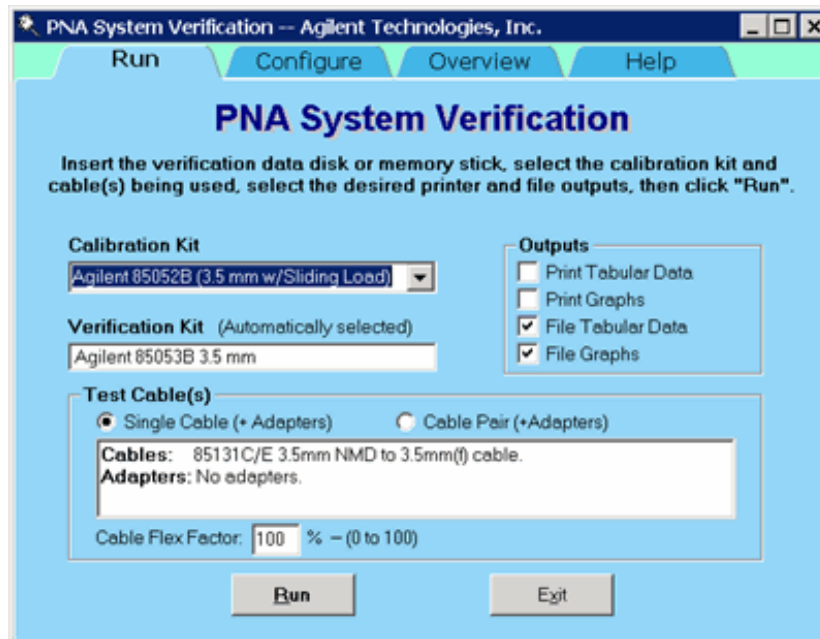 PNA System Verification -- Agilent Technologies, Inc.
Run
Configure
Overview
Help
PNA System Verification
Insert the verification data disk or memory stick, select the calibration kit and
cable(s) being used, select the desired printer and file outputs, then click "Run".
Calibration Kit
Agilent 85052B (3.5 mm w/Sliding Load)
Verification Kit (Automatically selected)
Agilent 85053B 3.5 mm
Outputs
Print Tabular Data
Print Graphs
File Tabular Data
File Graphs
Test Cable(s)
Single Cable (+ Adapters)
Cable Pair (+Adapters)
Cables: 85131C/E 3.5mm NMD to 3.5mm(f) cable.
Adapters: No adapters.
Cable Flex Factor: 100 % – (0 to 100)
Run
Exit